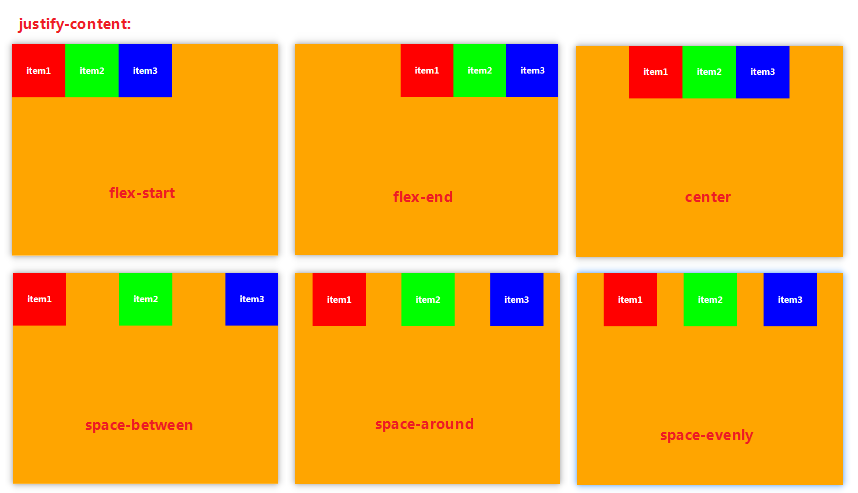 justify-content:
item1 item2 item3
flex-start
item1 item2 item3
flex-end
item1 item2 item3
center
item1 item2 item3
space-between
item1 item2 item3
space-around
item1 item2 item3
space-evenly